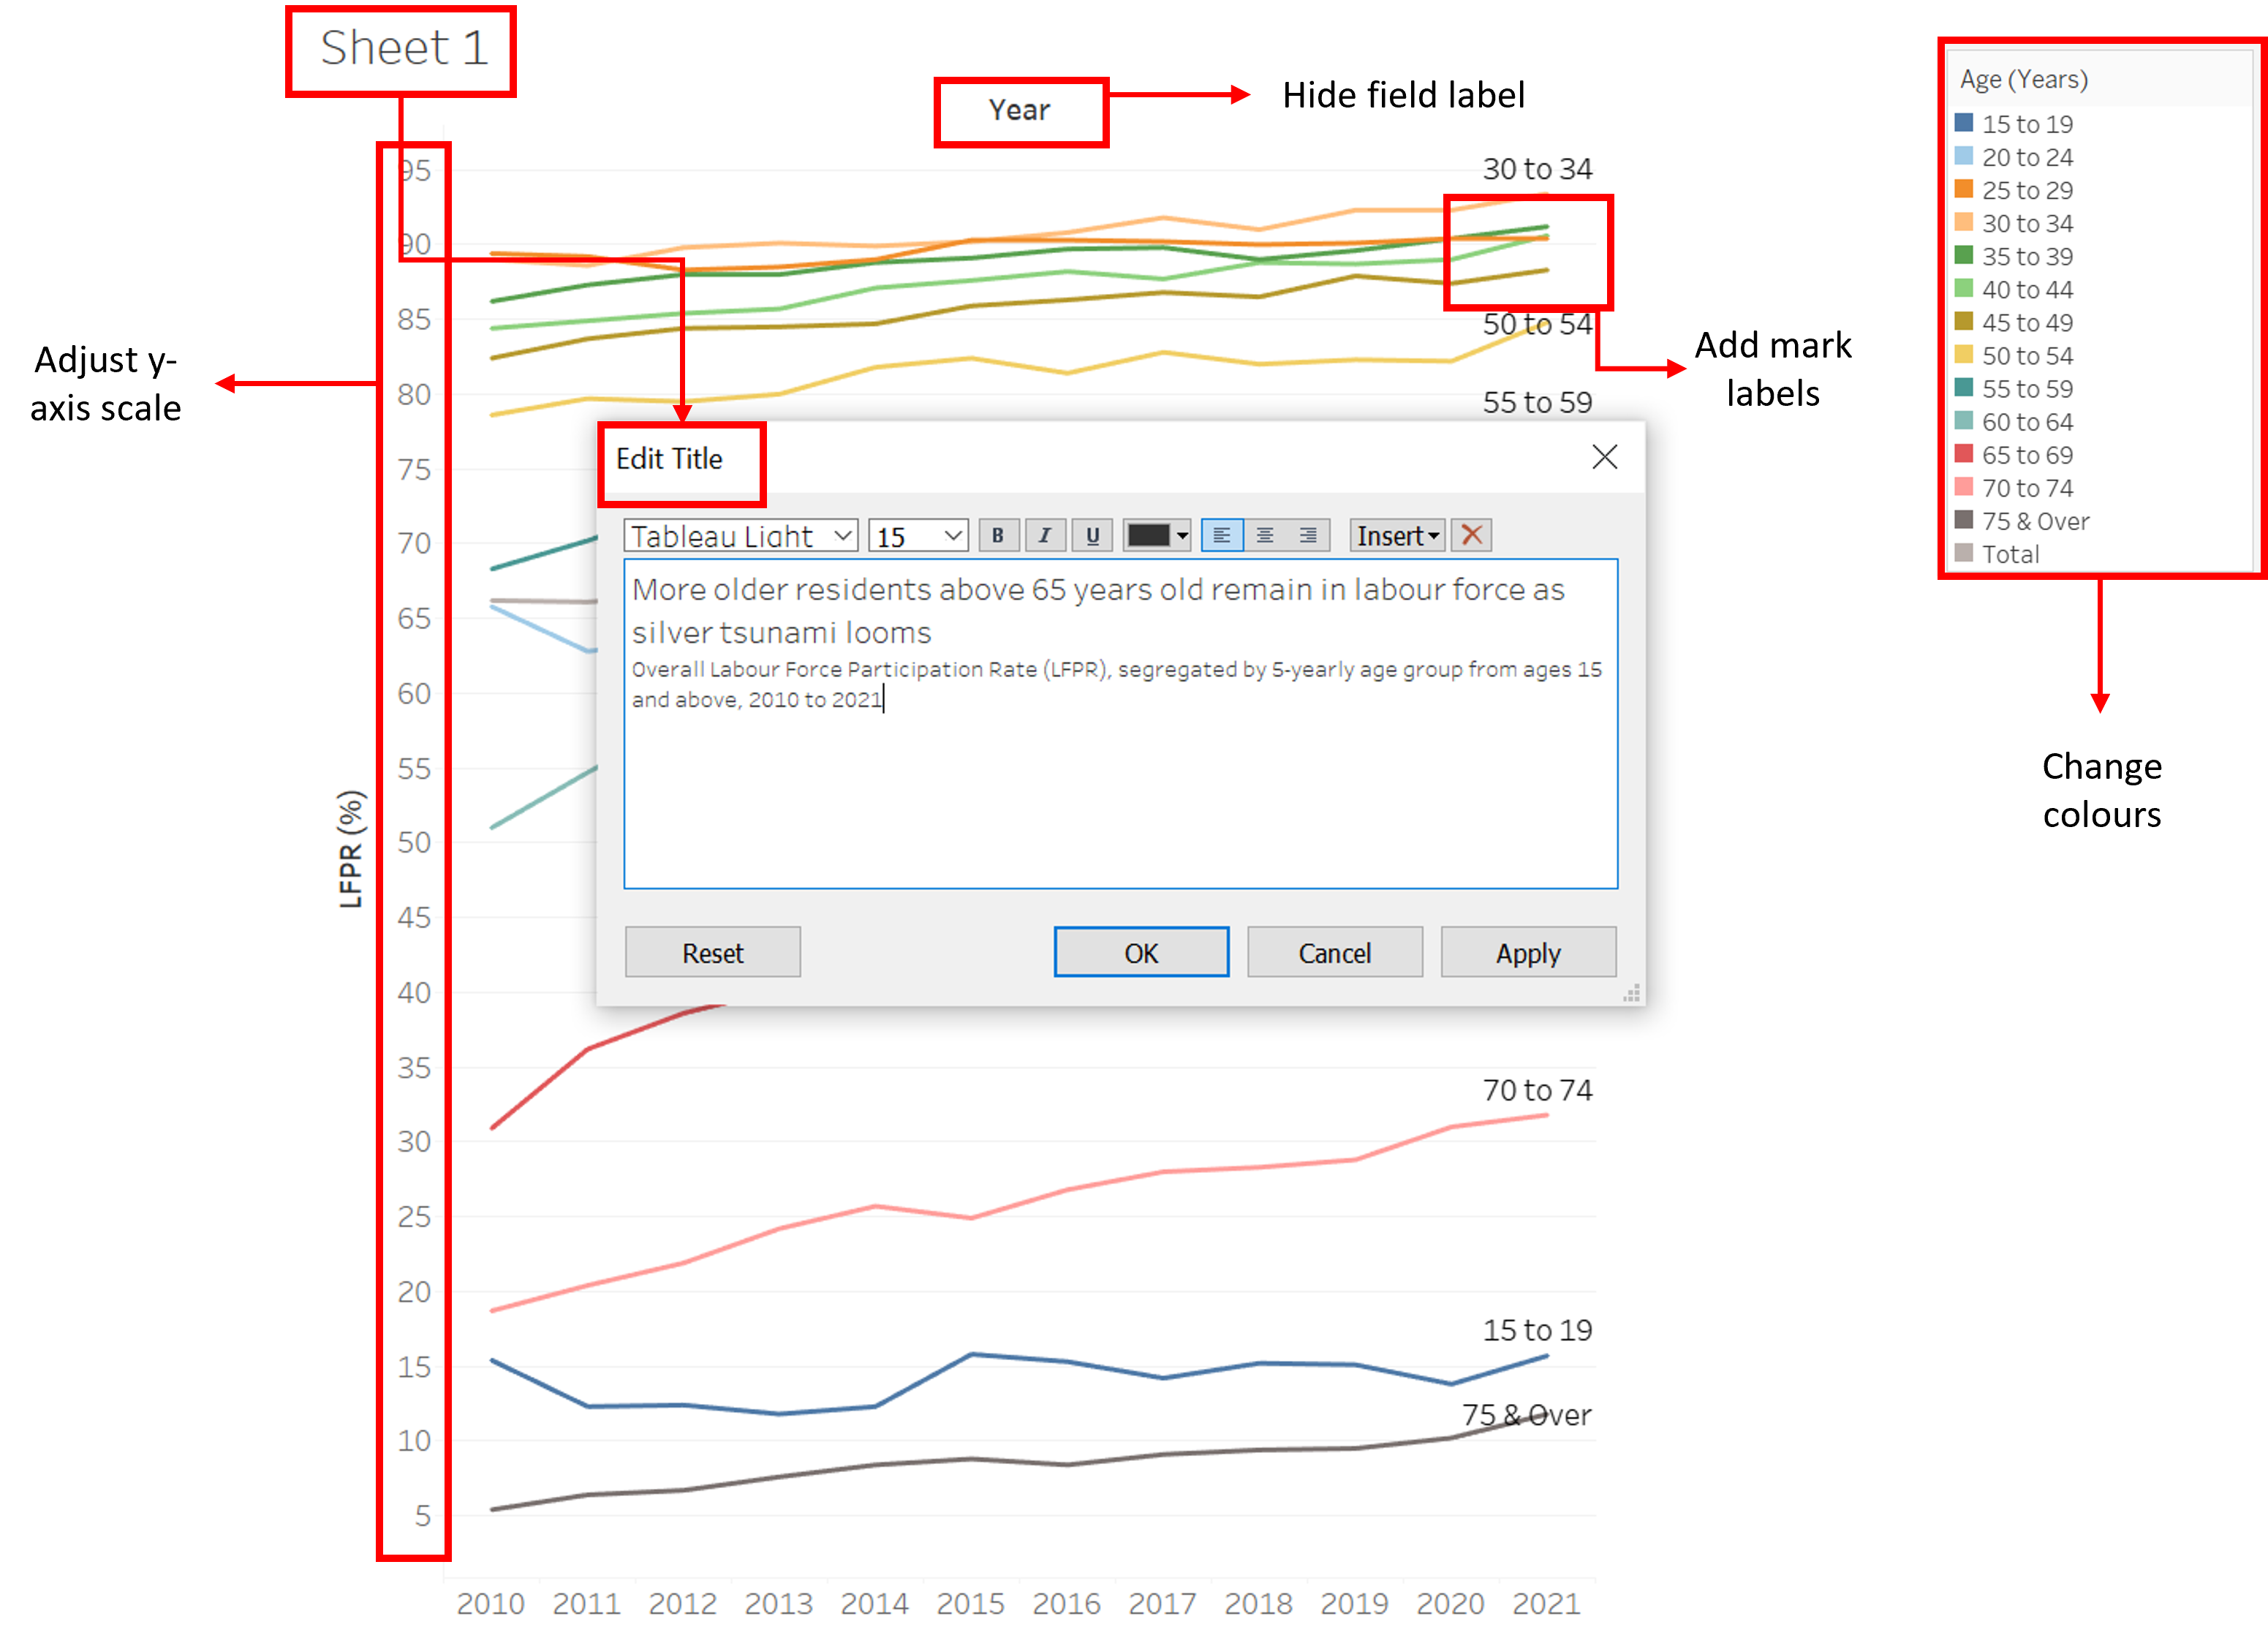 Sheet 1
Year
Hide field label
Age (Years)
15 to 19
20 to 24
25 to 29
30 to 34
35 to 39
40 to 44
45 to 49
50 to 54
55 to 59
60 to 64
65 to 69
70 to 74
75 & Over
Total
Change
colours
Adjust y-
axis scale
Add mark
labels
LFPR (%)
95
90
85
80
75
70
65
60
55
50
45
40
35
30
25
20
15
10
5
30 to 34
50 to 54
55 to 59
Edit Title
Tableau Light
15
B I U
Insert
More older residents above 65 years old remain in labour force as
silver tsunami looms
Overall Labour Force Participation Rate (LFPR), segregated by 5-yearly age group from ages 15
and above, 2010 to 2021
Reset OK Cancel Apply
70 to 74
15 to 19
75 & Over
2010 2011 2012 2013 2014 2015 2016 2017 2018 2019 2020 2021